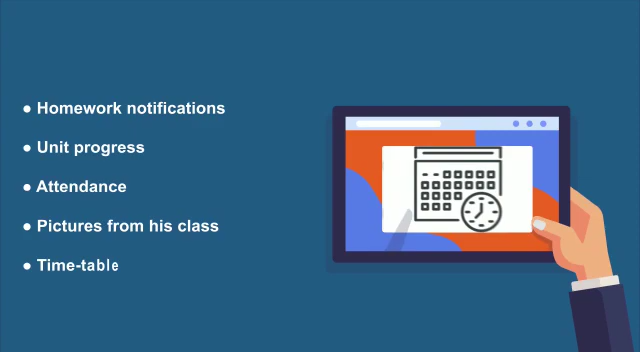 ● Homework notifications
● Unit progress
● Attendance
● Pictures from his class
● Time-table